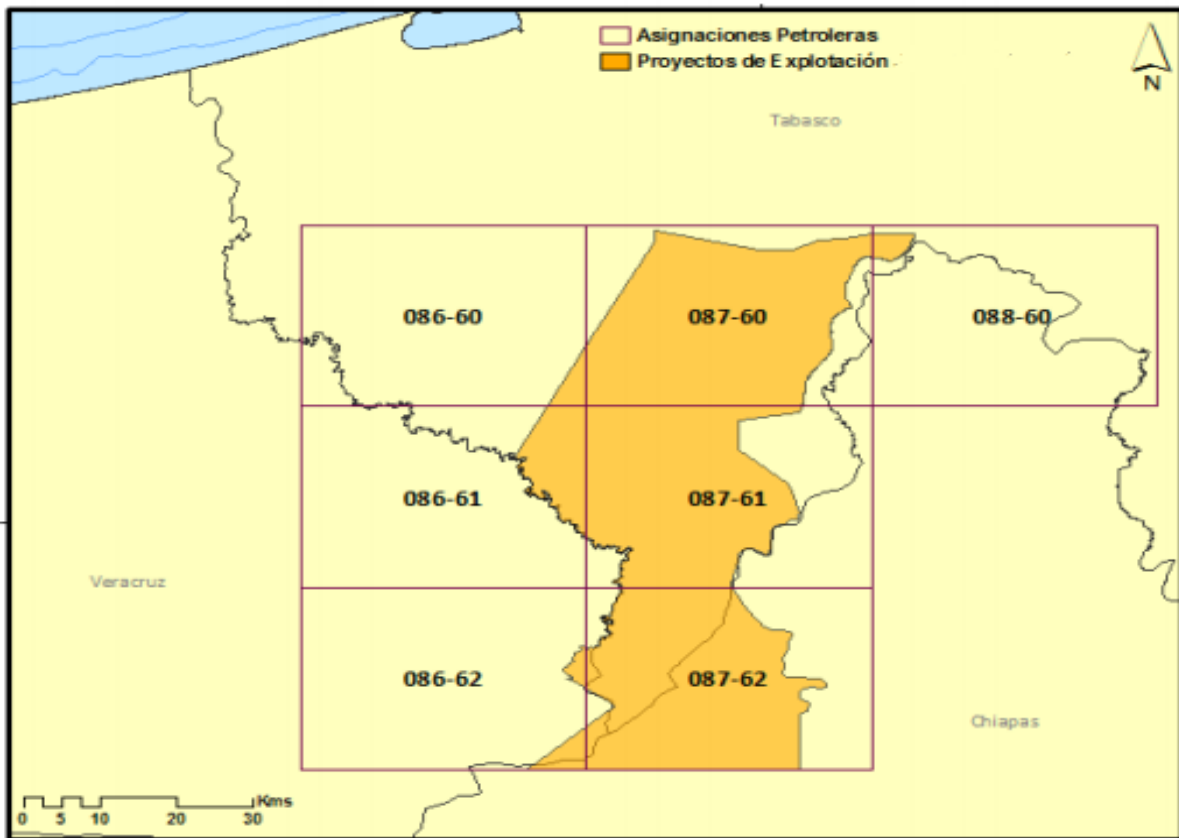 Asignaciones Petroleras
Proyectos de Explotación
N
Tabasco
086-60
087-60
088-60
086-61
087-61
Veracruz
086-62
087-62
Chiapas
Kms
0 5 10 20 30